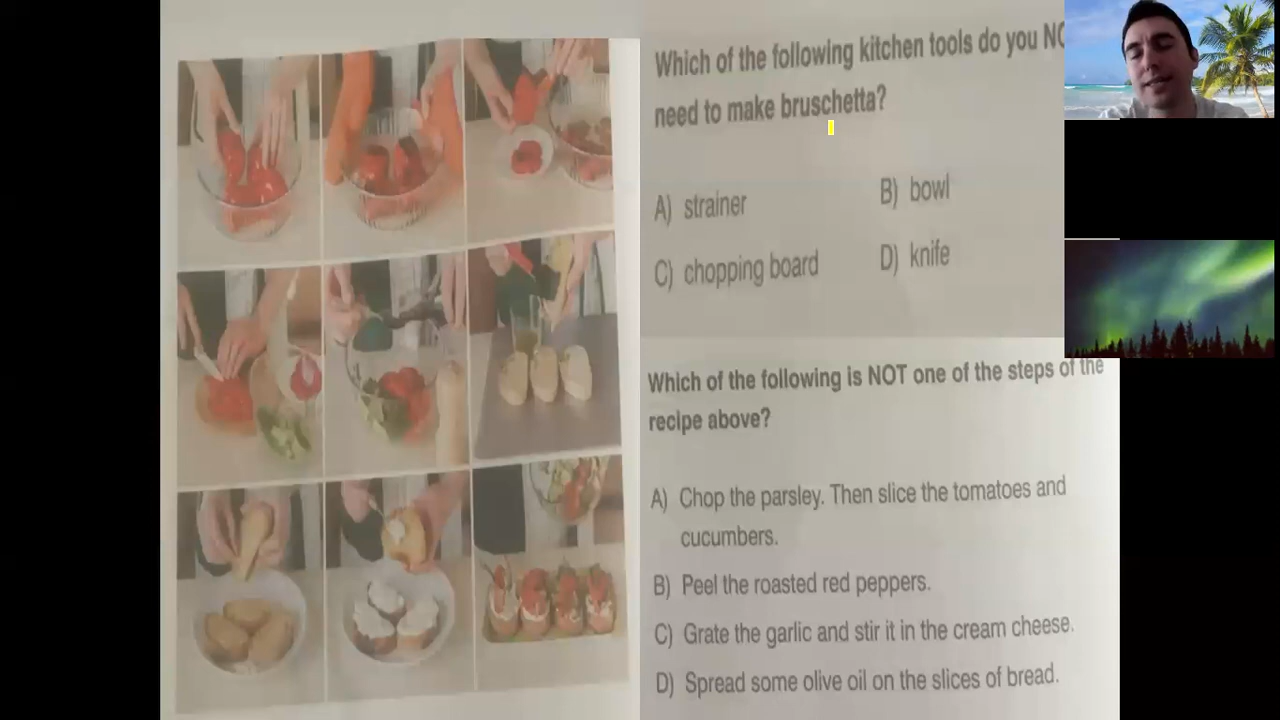 Which of the following kitchen tools do you
need to make bruschetta?
A) strainer
B) bowl
C) chopping board
D) knife
Which of the following is NOT one of the steps of the
recipe above?
A) Chop the parsley. Then slice the tomatoes and
cucumbers.
B) Peel the roasted red peppers.
C) Grate the garlic and stir it in the cream cheese.
D) Spread some olive oil on the slices of bread.